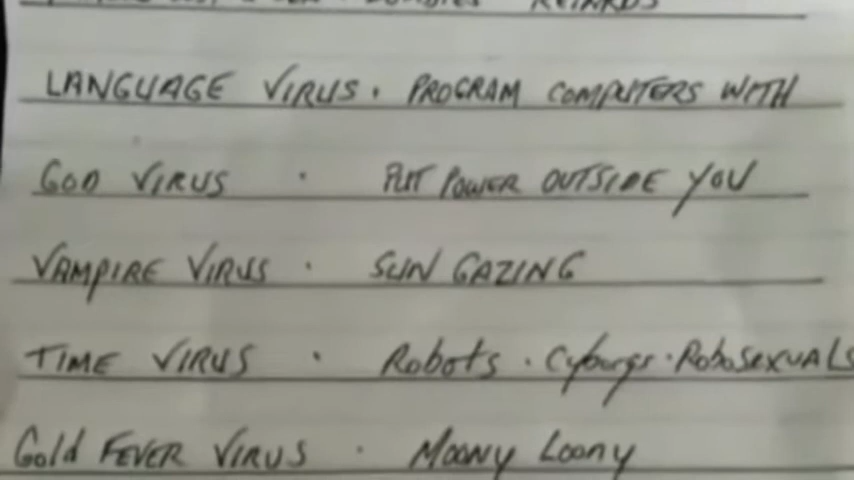 LANGUAGE VIRUS. PROGRAM COMPUTERS WITH
GOD VIRUS . PUT POWER OUTSIDE YOU
VAMPIRE VIRUS . SUN GAZING
TIME VIRUS . Robots . Cyborgs . RoboSEXUALS
Gold FEVER VIRUS . Moony Loony